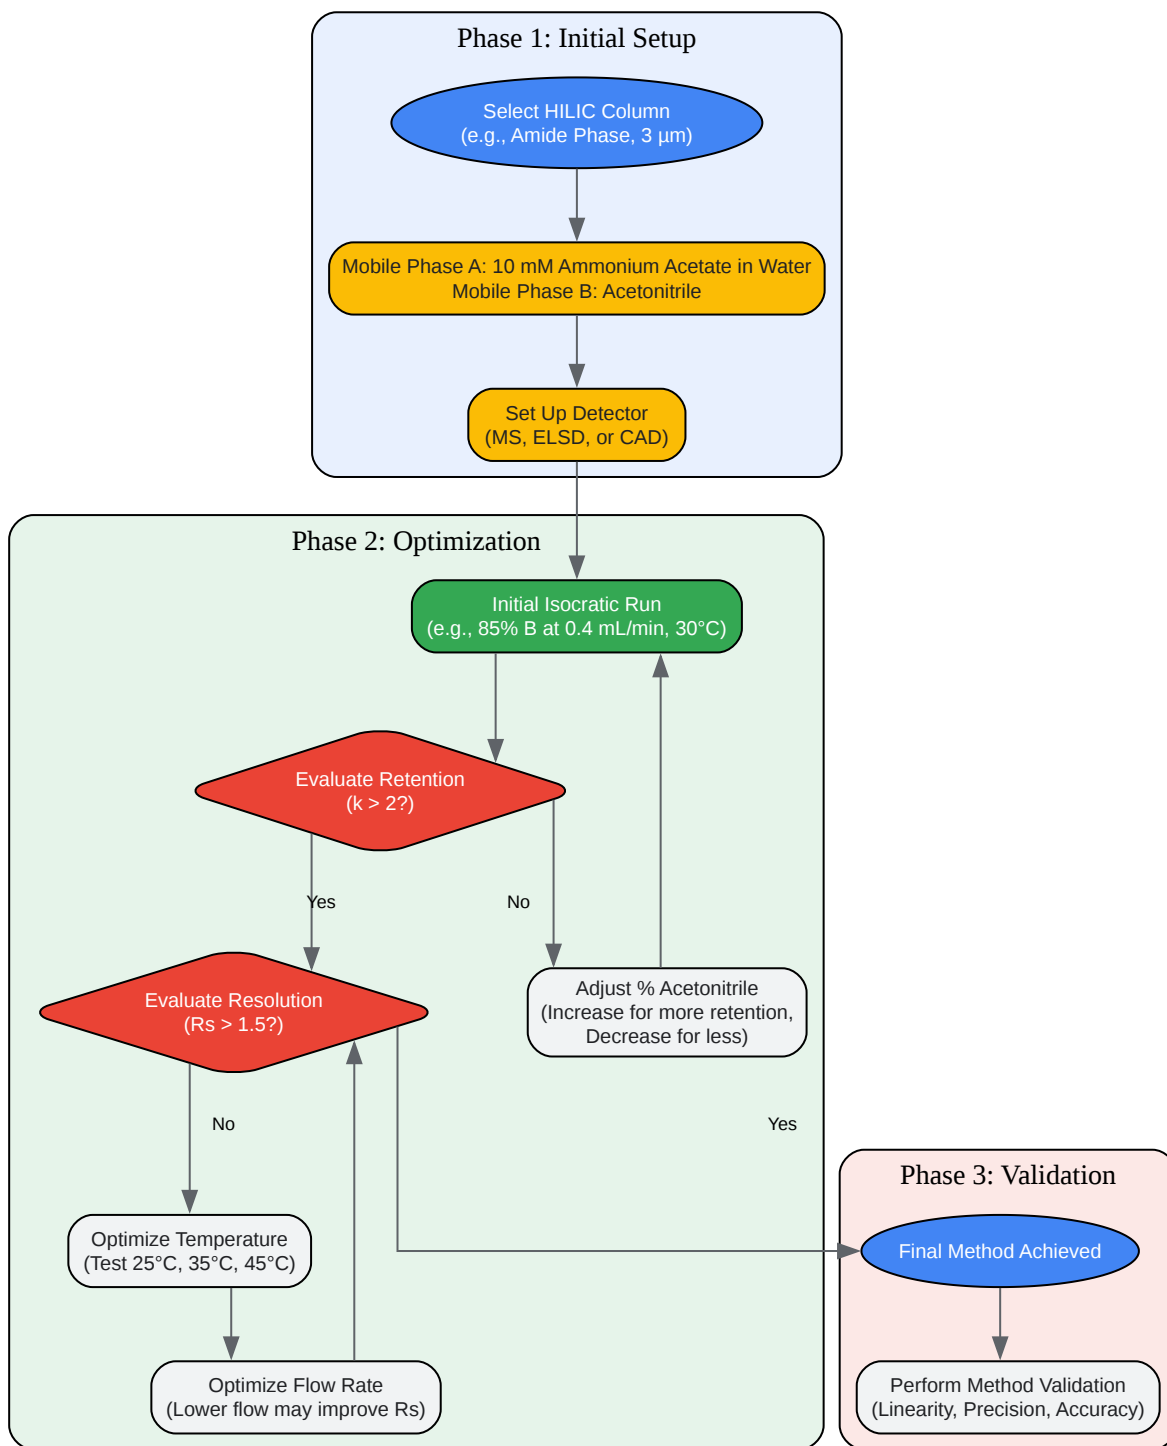 Phase 1: Initial Setup
Select HILIC Column
(e.g., Amide Phase, 3 µm)
Mobile Phase A: 10 mM Ammonium Acetate in Water
Mobile Phase B: Acetonitrile
Set Up Detector
(MS, ELSD, or CAD)
Phase 2: Optimization
Initial Isocratic Run
(e.g., 85% B at 0.4 mL/min, 30°C)
Evaluate Retention
(k > 2?)
Yes
No
Evaluate Resolution
(Rs > 1.5?)
Adjust % Acetonitrile
(Increase for more retention,
Decrease for less)
No
Yes
Optimize Temperature
(Test 25°C, 35°C, 45°C)
Optimize Flow Rate
(Lower flow may improve Rs)
Phase 3: Validation
Final Method Achieved
Perform Method Validation
(Linearity, Precision, Accuracy)